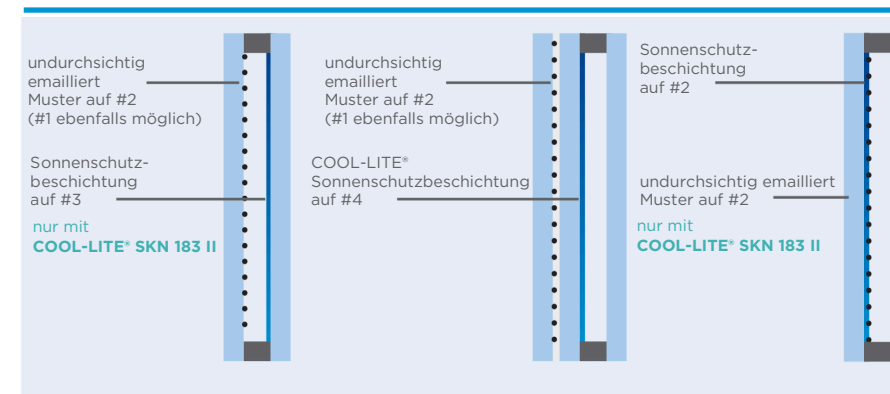 undurchsichtig
emailliert
Muster auf #2
(#1 ebenfalls möglich)
Sonnenschutz-
beschichtung
auf #3
nur mit
COOL-LITE® SKN 183 II
undurchsichtig
emailliert
Muster auf #2
(#1 ebenfalls möglich)
COOL-LITE®
Sonnenschutzbeschichtung
auf #4
Sonnenschutz-
beschichtung
auf #2
undurchsichtig emailliert
Muster auf #2
nur mit
COOL-LITE® SKN 183 II